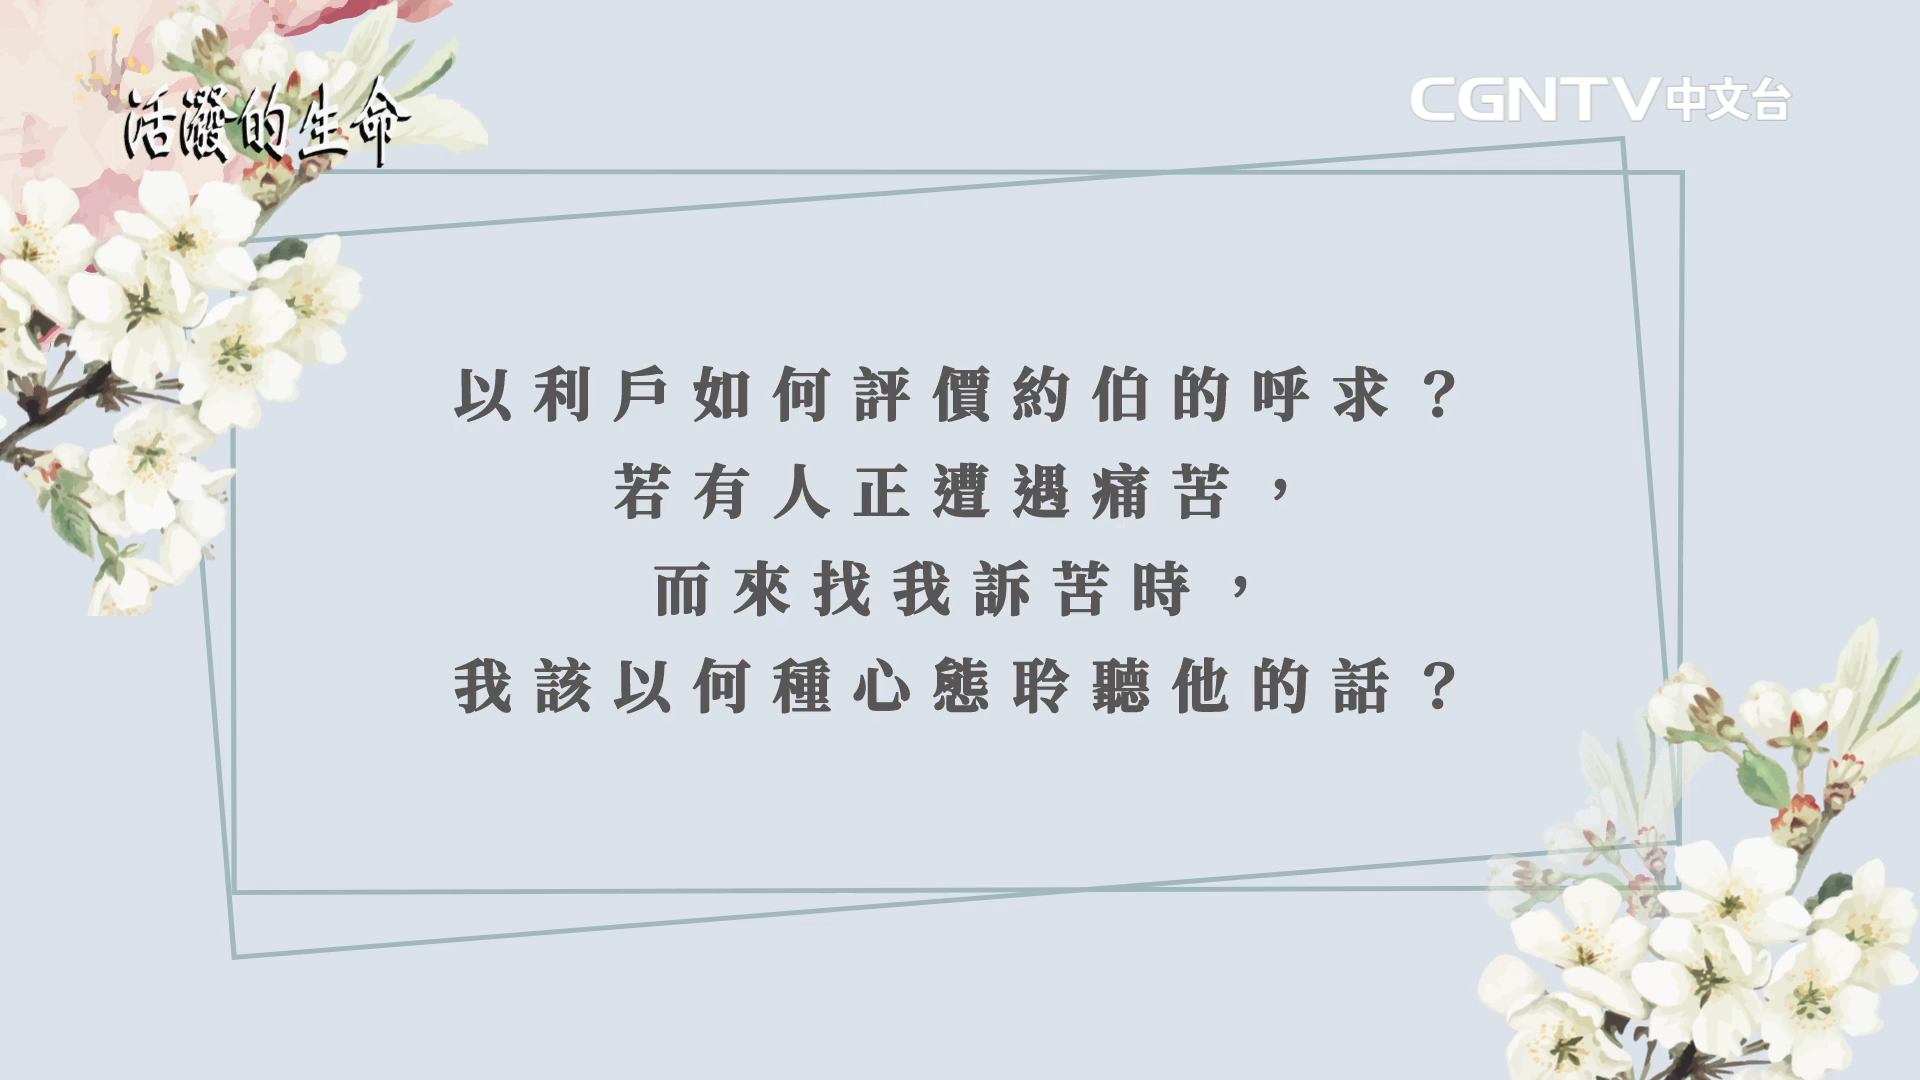 活潑的生命
CGNTV中文台
以利戶如何評價約伯的呼求？
若有人正遭遇痛苦，
而來找我訴苦時，
我該以何種心態聆聽他的話？